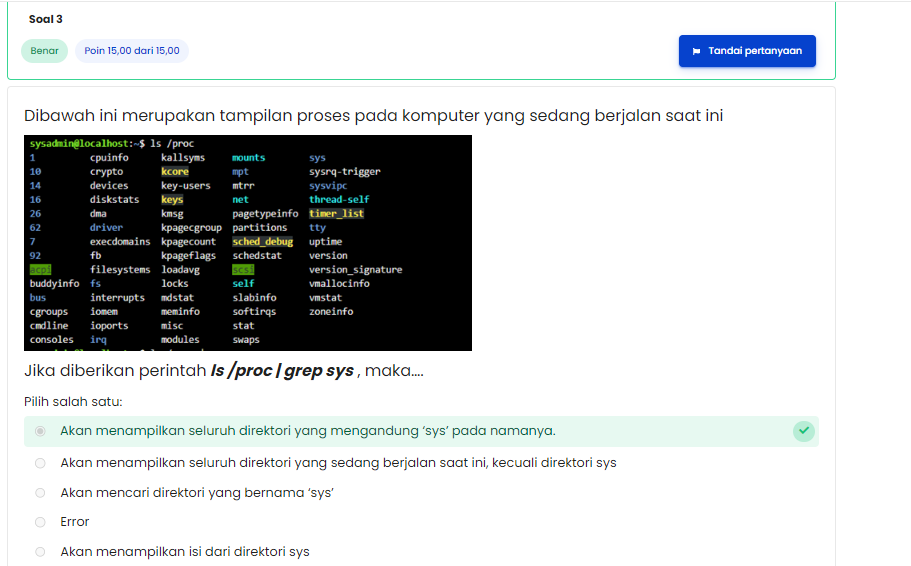 Soal 3
Benar Poin 15,00 dari 15,00 Tandai pertanyaan
Dibawah ini merupakan tampilan proses pada komputer yang sedang berjalan saat ini
sysadmin@localhost:~$ ls /proc
1 cpuinfo kallsyms mounts sys
10 crypto kcore mpt sysrq-trigger
14 devices key-users mtrr sysvipc
16 diskstats keys net thread-self
26 dma kmsg pagetypeinfo timer_list
62 driver kpagecgroup partitions tty
7 execdomains kpagecount sched_debug uptime
92 fb kpageflags schedstat version
acpi filesystems loadavg scsi version_signature
buddyinfo fs locks self vmallocinfo
bus interrupts mdstat slabinfo vmstat
cgroups iomem meminfo softirqs zoneinfo
cmdline ioports misc stat
consoles irq modules swaps
Jika diberikan perintah ls /proc | grep sys , maka....
Pilih salah satu:
Akan menampilkan seluruh direktori yang mengandung ‘sys’ pada namanya.
Akan menampilkan seluruh direktori yang sedang berjalan saat ini, kecuali direktori sys
Akan mencari direktori yang bernama ‘sys’
Error
Akan menampilkan isi dari direktori sys